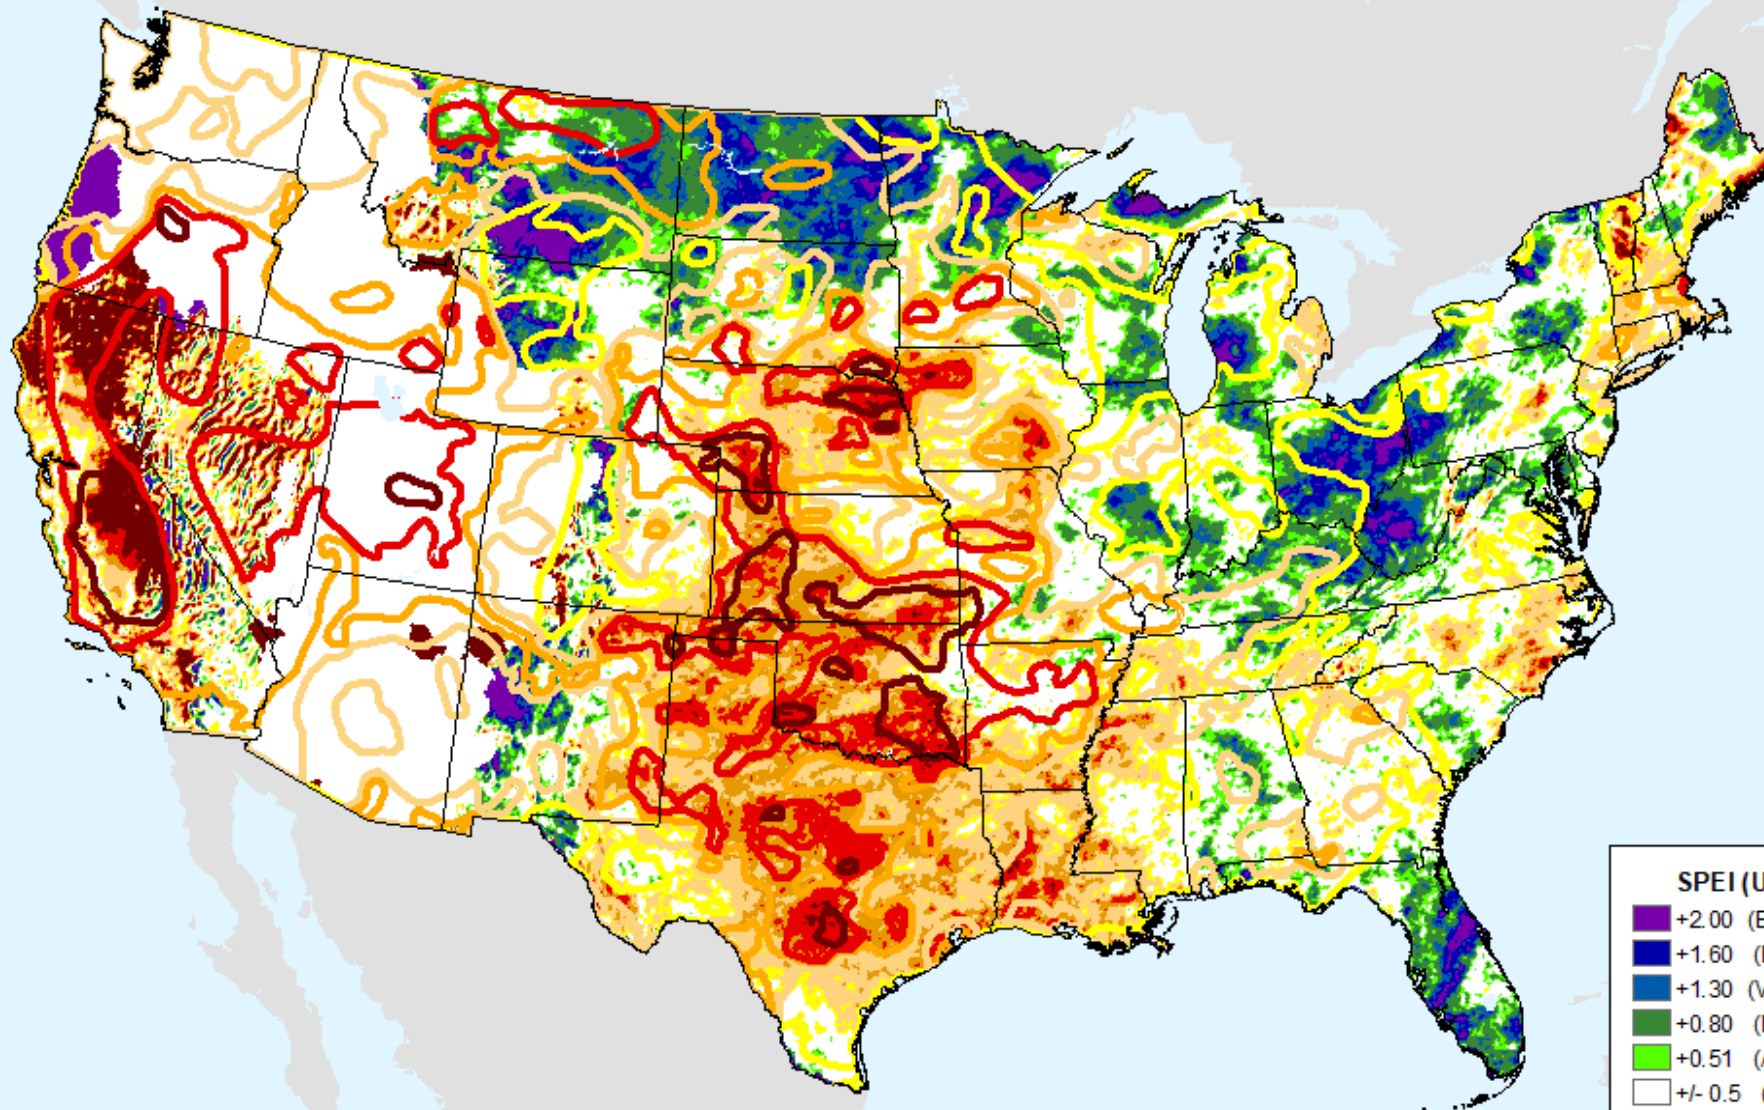 SPEI (U
+2.00 (E
+1.60 (
+1.30 (V
+0.80 (
+0.51 (
+/- 0.5 (